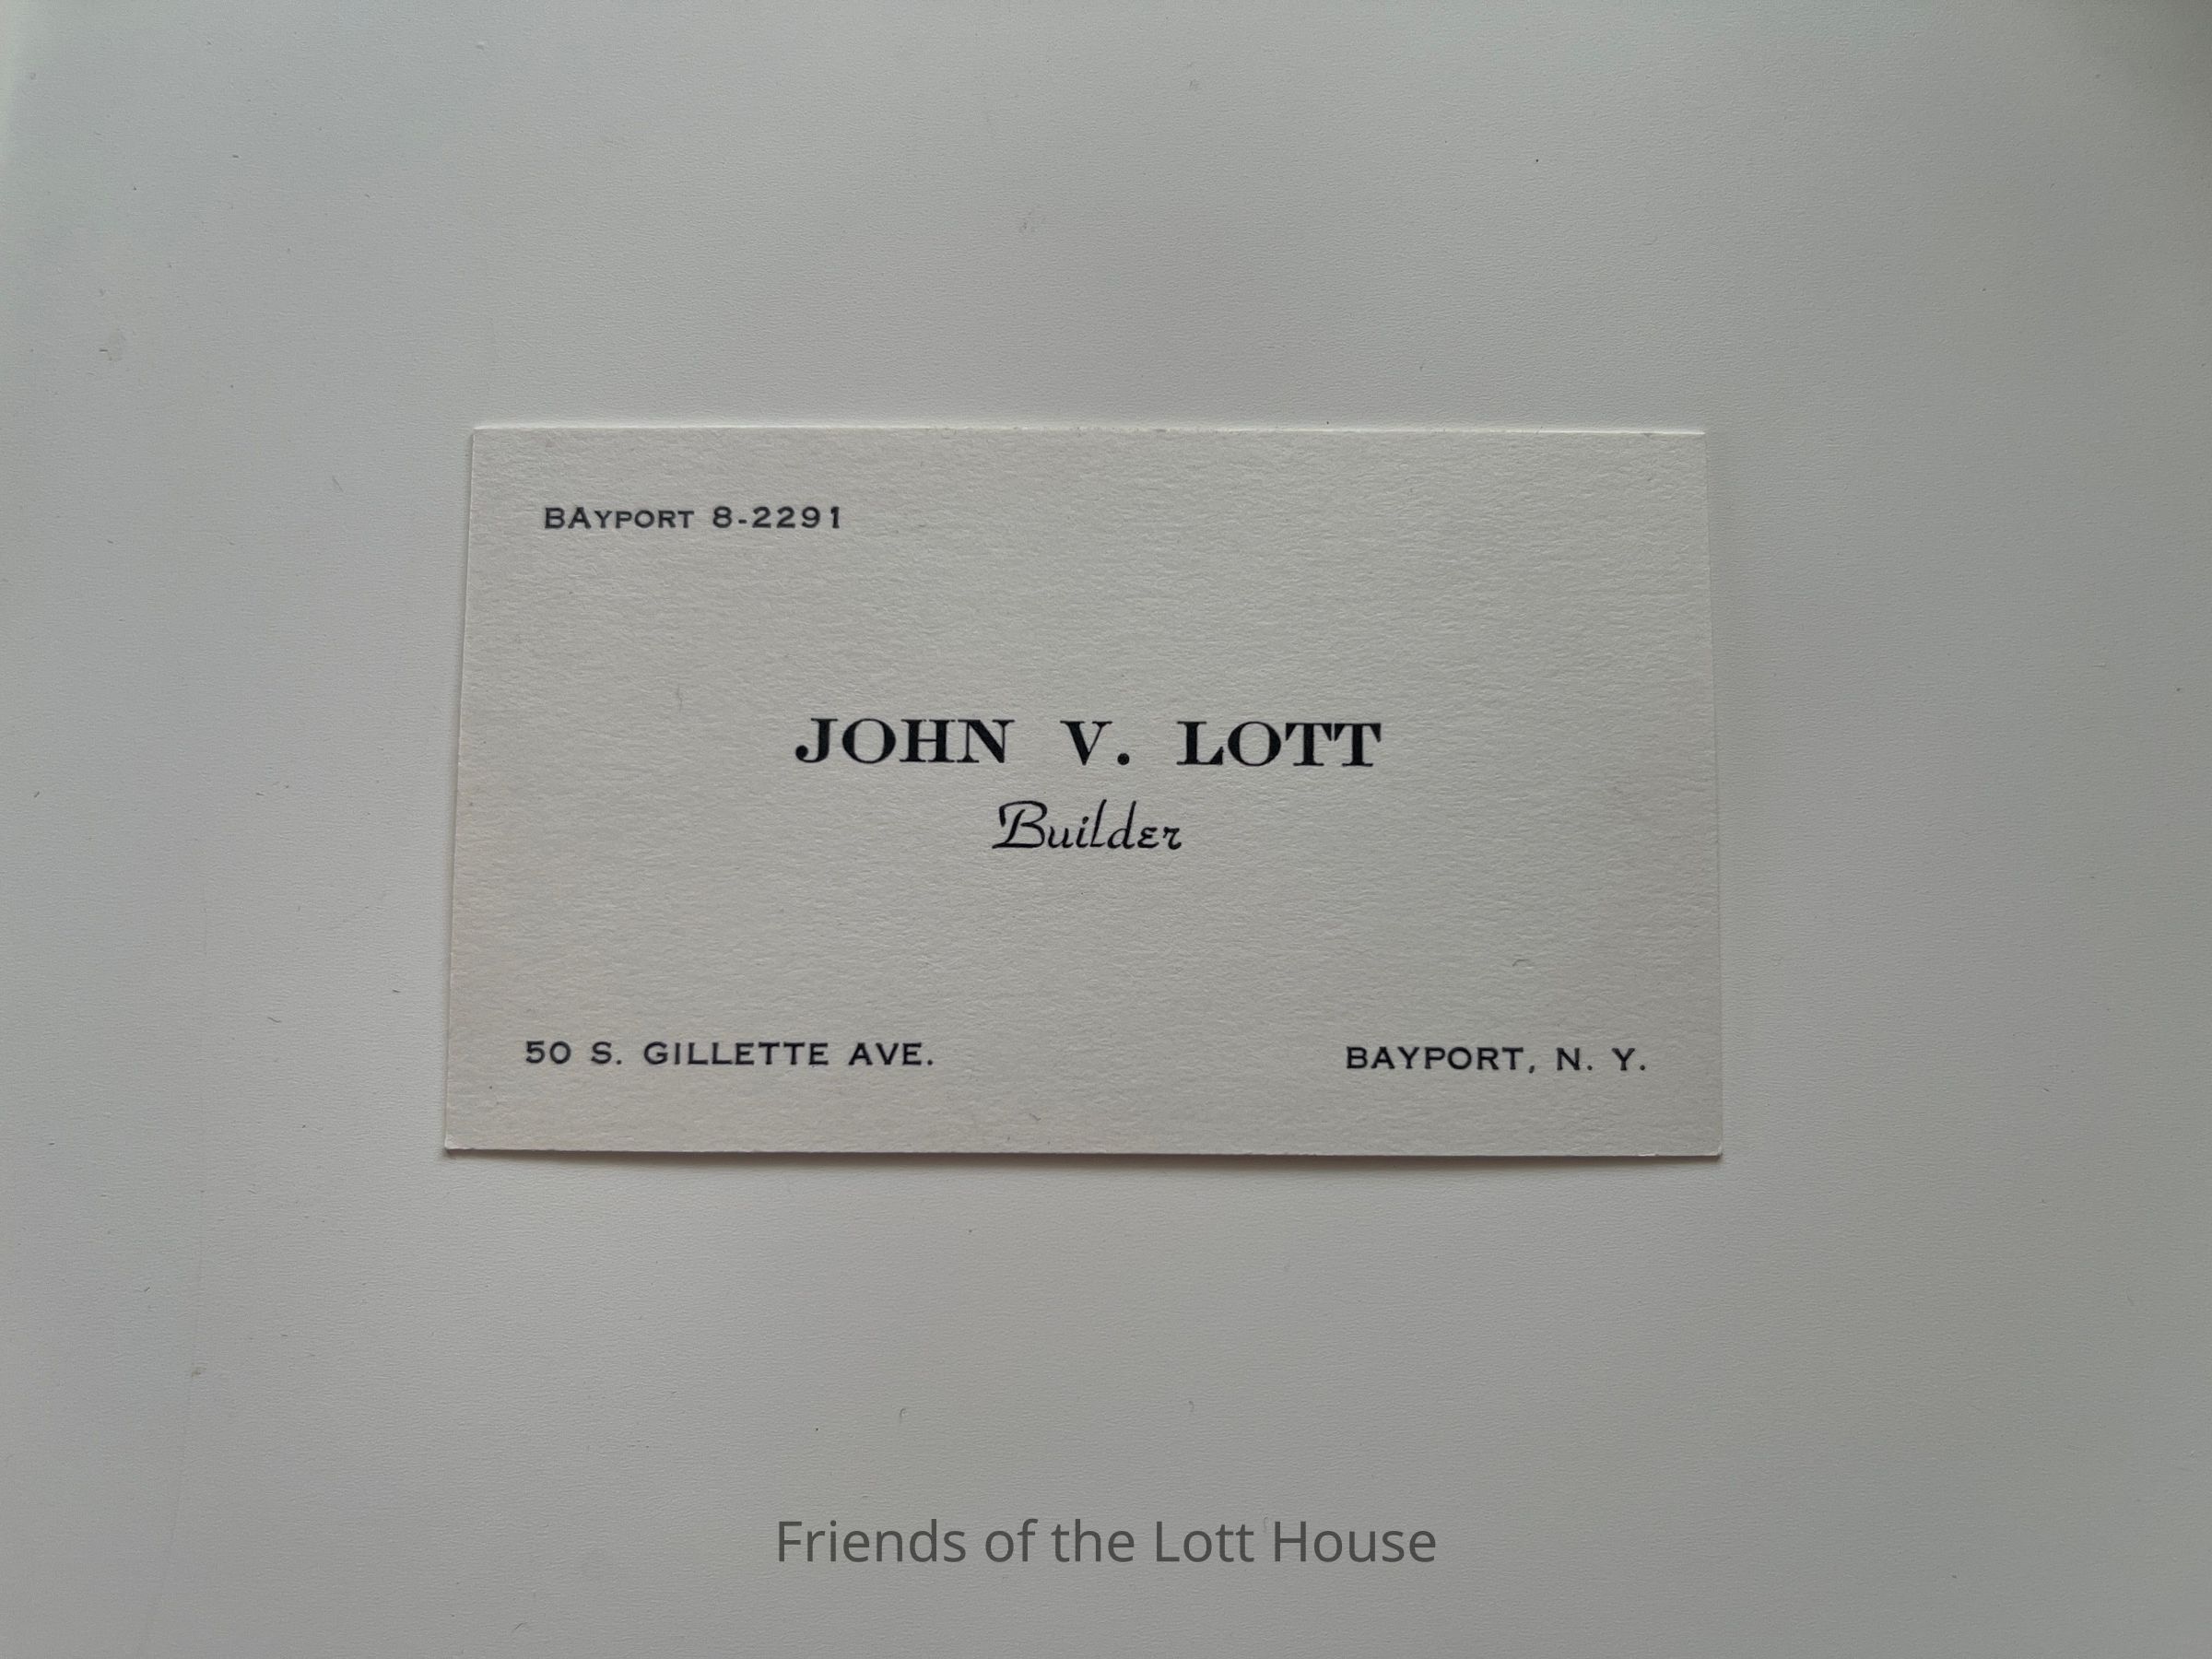 BAYPORT 8-2291
JOHN V. LOTT
Builder
50 S. GILLETTE AVE. BAYPORT, N. Y.
Friends of the Lott House